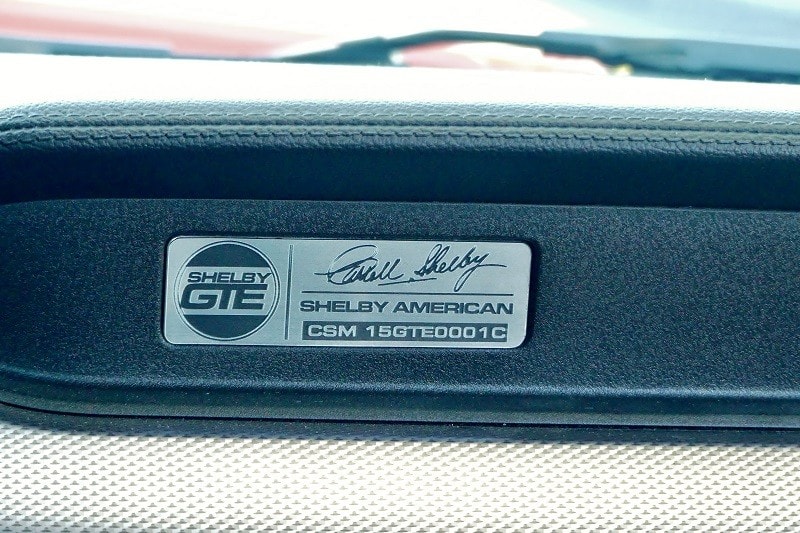 SHELBY
GTE
Carroll Shelby
SHELBY AMERICAN
CSM 15GTE0001C